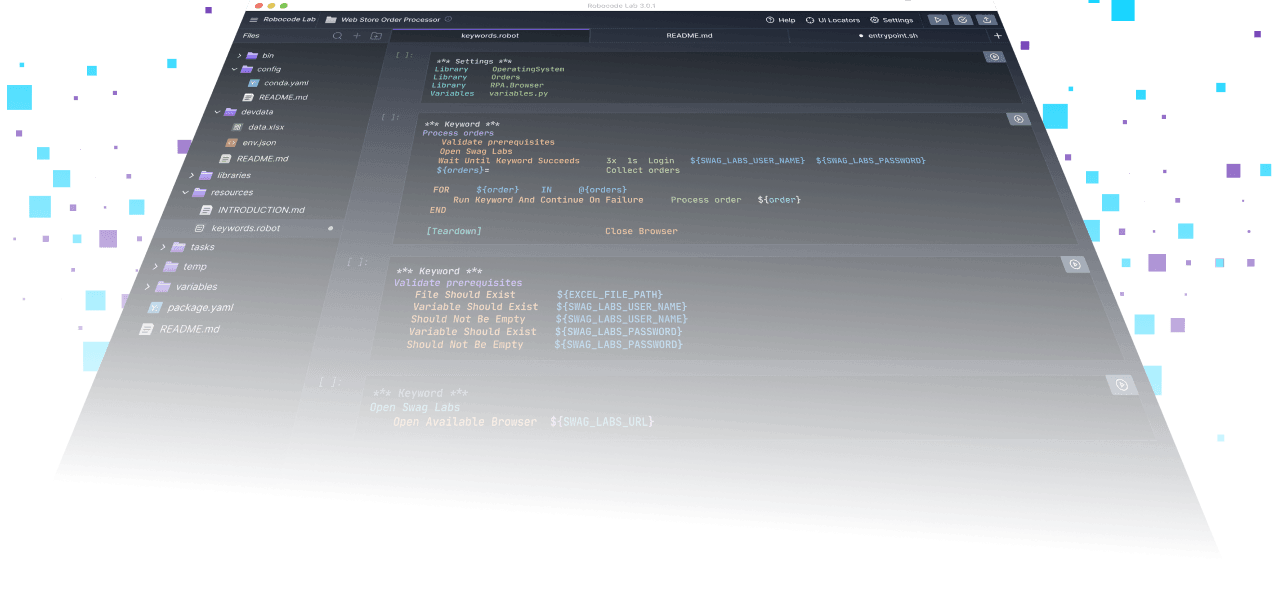 Robocode Lab 3.0.1
Robocode Lab Web Store Order Processor Help UI Locators Settings
Files keywords.robot README.md entrypoint.sh
bin
config
conda.yaml
README.md
devdata
data.xlsx
env.json
README.md
libraries
resources
INTRODUCTION.md
keywords.robot
tasks
temp
variables
package.yaml
README.md
[ ]:
*** Settings ***
Library OperatingSystem
Library Orders
Library RPA.Browser
Variables variables.py
[ ]:
*** Keyword ***
Process orders
Validate prerequisites
Open Swag Labs
Wait Until Keyword Succeeds 3x 1s Login ${SWAG_LABS_USER_NAME} ${SWAG_LABS_PASSWORD}
${orders}= Collect orders
FOR ${order} IN @{orders}
Run Keyword And Continue On Failure Process order ${order}
END
[Teardown] Close Browser
[ ]:
*** Keyword ***
Validate prerequisites
File Should Exist ${EXCEL_FILE_PATH}
Variable Should Exist ${SWAG_LABS_USER_NAME}
Should Not Be Empty ${SWAG_LABS_USER_NAME}
Variable Should Exist ${SWAG_LABS_PASSWORD}
Should Not Be Empty ${SWAG_LABS_PASSWORD}
[ ]:
*** Keyword ***
Open Swag Labs
Open Available Browser ${SWAG_LABS_URL}